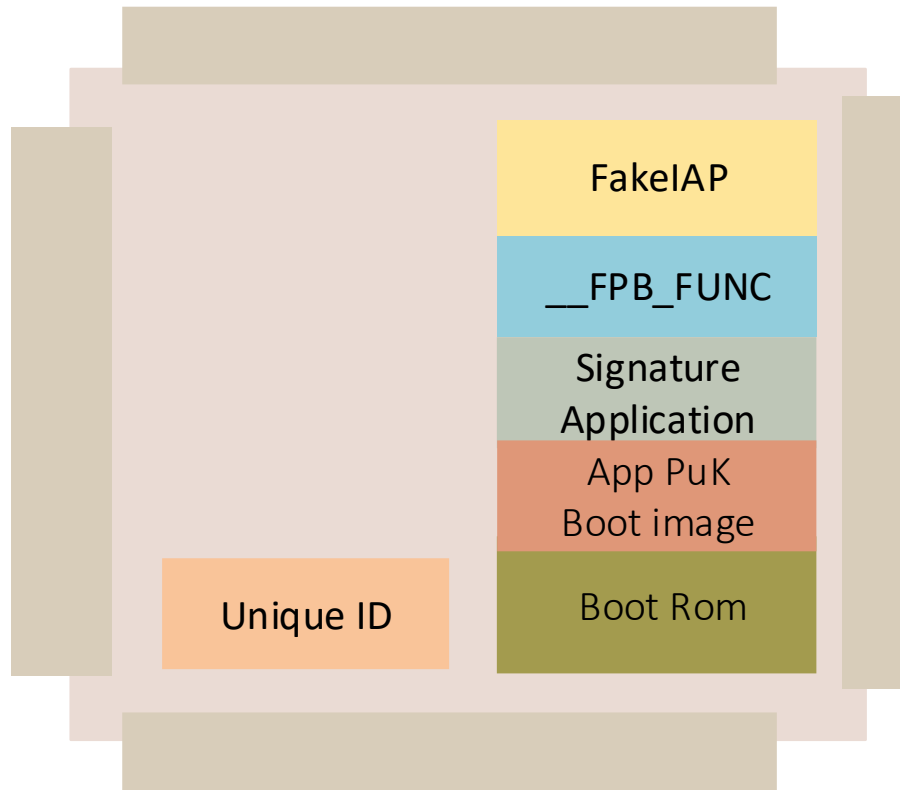 FakeIAP
__FPB_FUNC
Signature
Application
App PuK
Boot image
Unique ID
Boot Rom